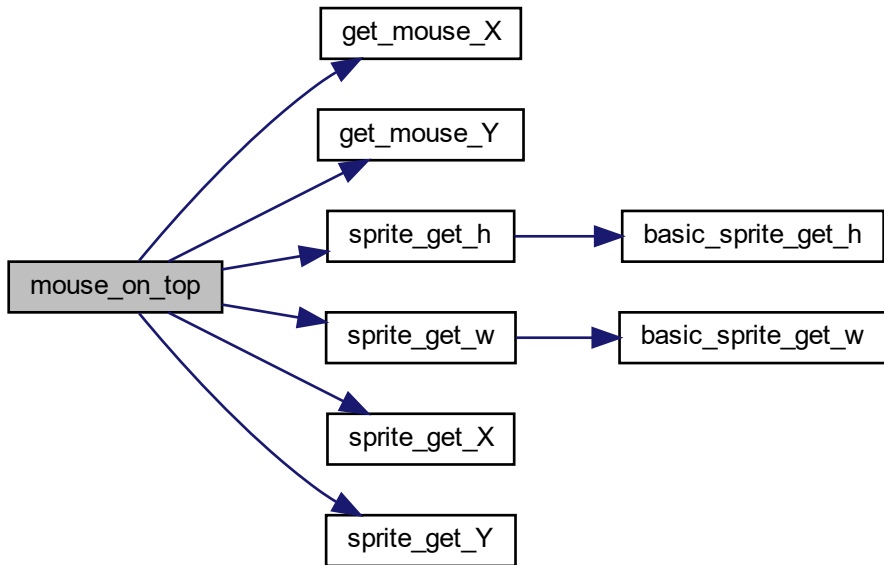 get_mouse_X
get_mouse_Y
sprite_get_h
basic_sprite_get_h
mouse_on_top
sprite_get_w
basic_sprite_get_w
sprite_get_X
sprite_get_Y